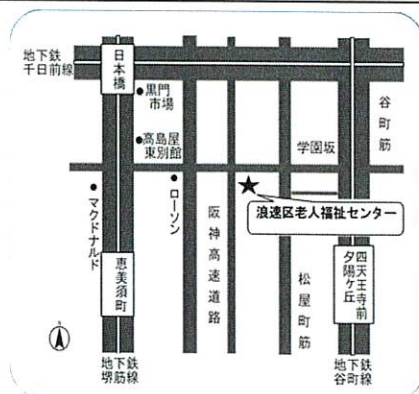 地下鉄
千日前線
日本橋
黒門
市場
高島屋
東別館
谷町筋
学園坂
マクドナルド
ローソン
阪神高速道路
浪速区老人福祉センター
恵美須町
松屋町筋
四天王寺前
夕陽ケ丘
地下鉄
堺筋線
地下鉄
谷町線